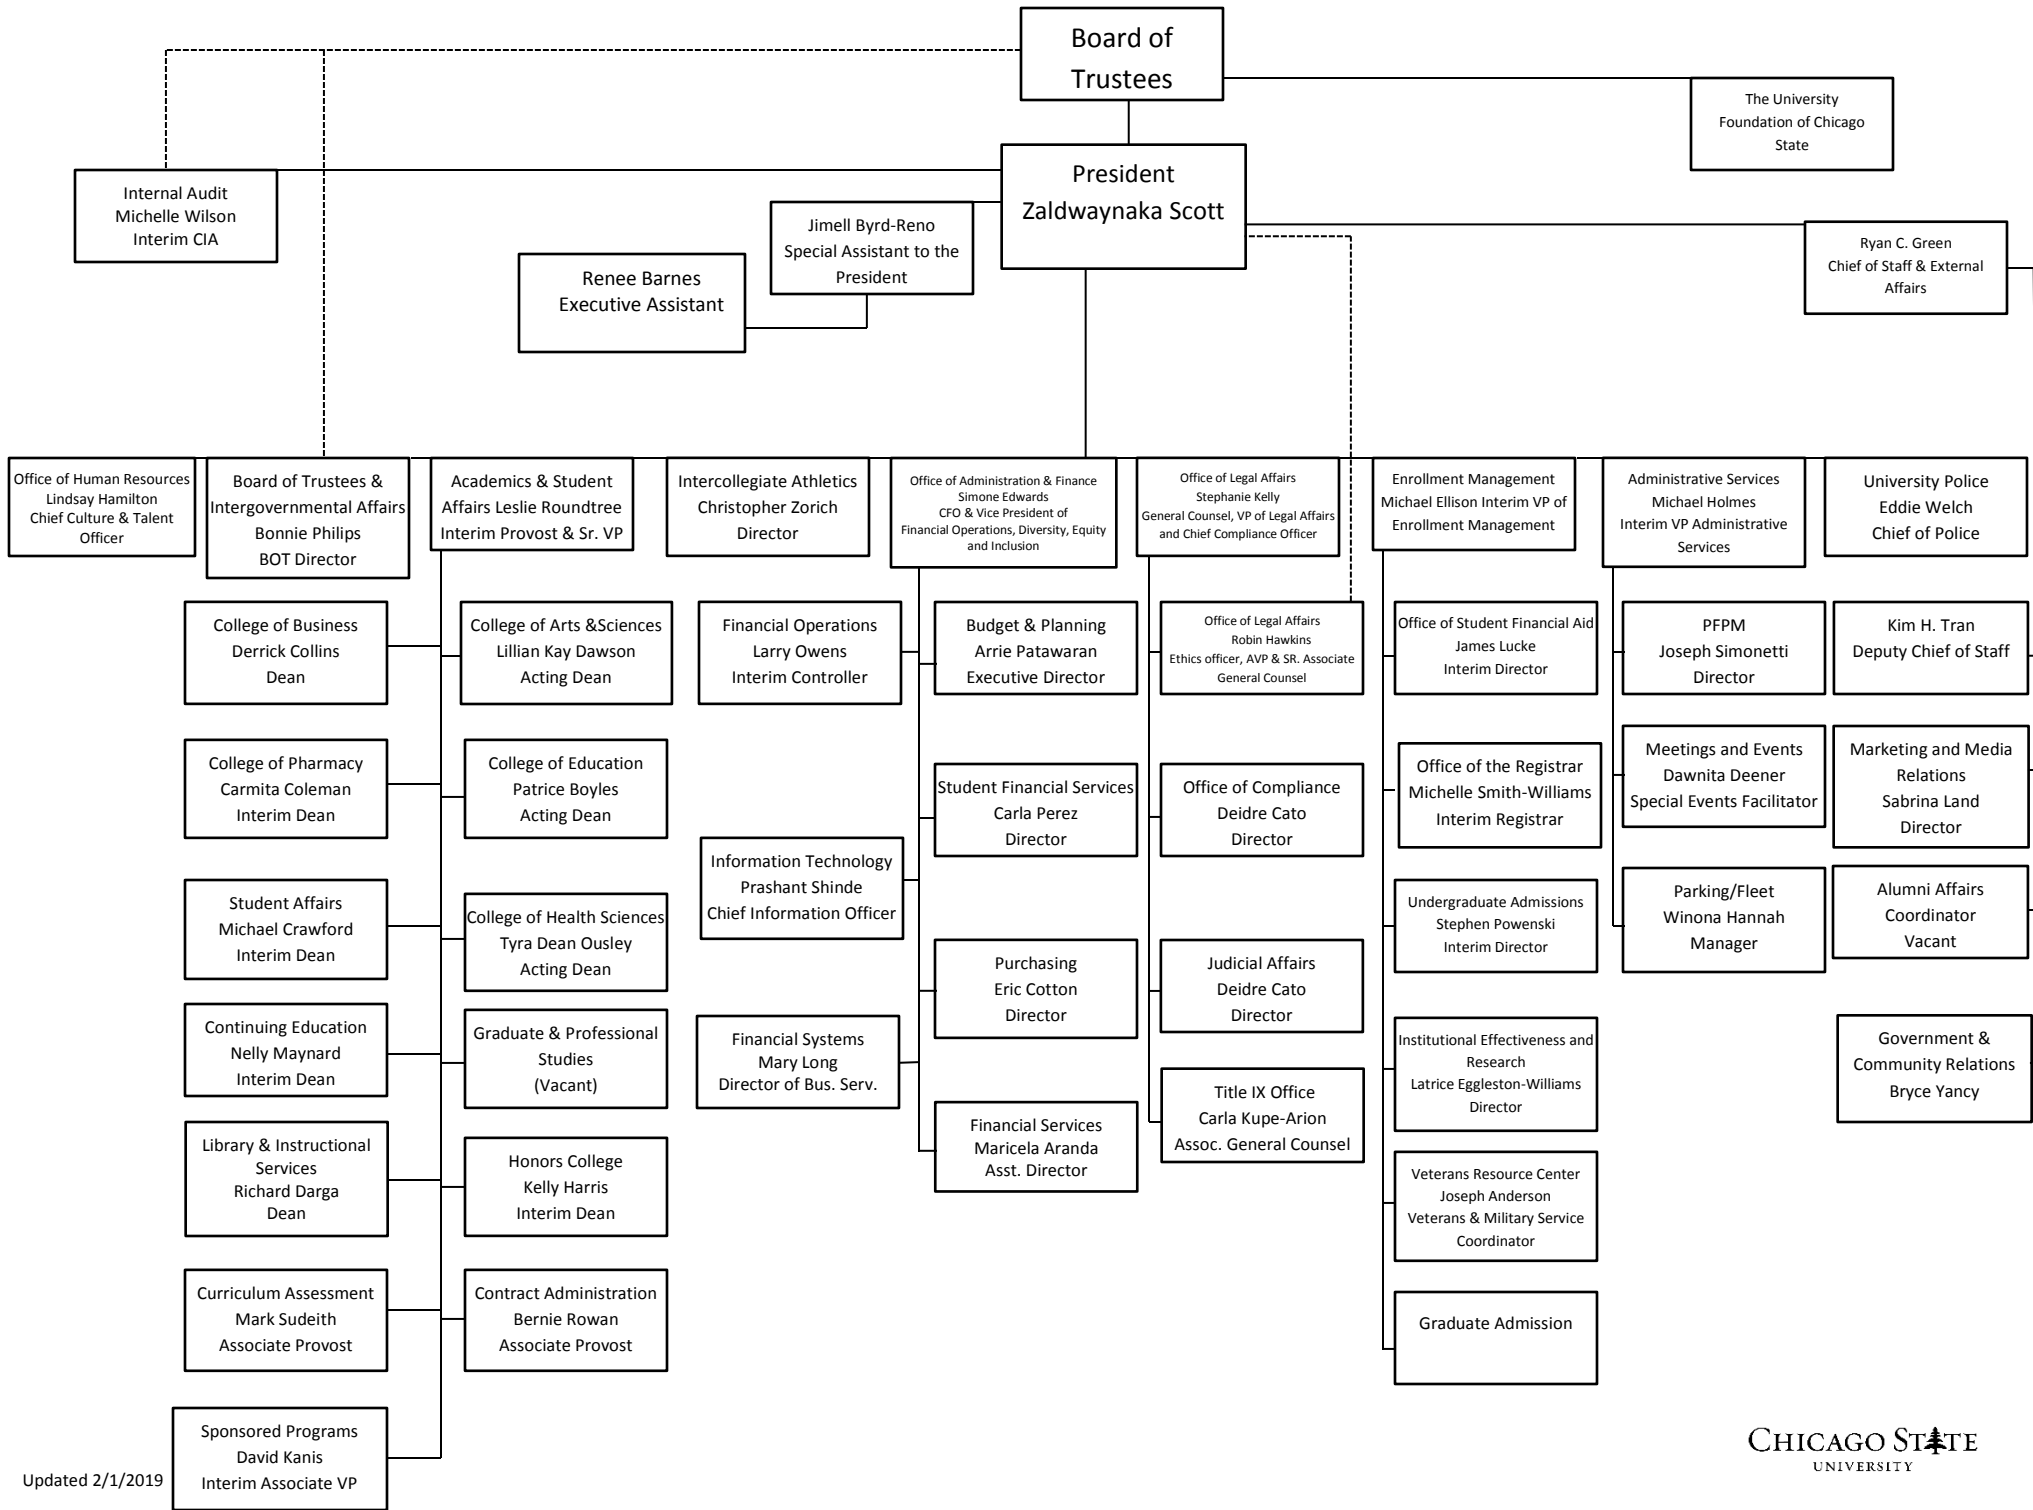 Board of
Trustees
The University
Foundation of Chicago
State
President
Zaldwaynaka Scott
Internal Audit
Michelle Wilson
Interim CIA
Jimell Byrd-Reno
Special Assistant to the
President
Renee Barnes
Executive Assistant
Ryan C. Green
Chief of Staff & External
Affairs
Office of Human Resources
Lindsay Hamilton
Chief Culture & Talent
Officer
Board of Trustees &
Intergovernmental Affairs
Bonnie Philips
BOT Director
Academics & Student
Affairs Leslie Roundtree
Interim Provost & Sr. VP
Intercollegiate Athletics
Christopher Zorich
Director
Office of Administration & Finance
Simone Edwards
CFO & Vice President of
Financial Operations, Diversity, Equity
and Inclusion
Office of Legal Affairs
Stephanie Kelly
General Counsel, VP of Legal Affairs
and Chief Compliance Officer
Enrollment Management
Michael Ellison Interim VP of
Enrollment Management
Administrative Services
Michael Holmes
Interim VP Administrative
Services
University Police
Eddie Welch
Chief of Police
College of Business
Derrick Collins
Dean
College of Arts &Sciences
Lillian Kay Dawson
Acting Dean
Financial Operations
Larry Owens
Interim Controller
Budget & Planning
Arrie Patawaran
Executive Director
Office of Legal Affairs
Robin Hawkins
Ethics officer, AVP & SR. Associate
General Counsel
Office of Student Financial Aid
James Lucke
Interim Director
PFPM
Joseph Simonetti
Director
Kim H. Tran
Deputy Chief of Staff
College of Pharmacy
Carmita Coleman
Interim Dean
College of Education
Patrice Boyles
Acting Dean
Student Financial Services
Carla Perez
Director
Office of Compliance
Deidre Cato
Director
Office of the Registrar
Michelle Smith-Williams
Interim Registrar
Meetings and Events
Dawnita Deener
Special Events Facilitator
Marketing and Media
Relations
Sabrina Land
Director
Information Technology
Prashant Shinde
Chief Information Officer
Student Affairs
Michael Crawford
Interim Dean
College of Health Sciences
Tyra Dean Ousley
Acting Dean
Purchasing
Eric Cotton
Director
Judicial Affairs
Deidre Cato
Director
Undergraduate Admissions
Stephen Powenski
Interim Director
Parking/Fleet
Winona Hannah
Manager
Alumni Affairs
Coordinator
Vacant
Continuing Education
Nelly Maynard
Interim Dean
Graduate & Professional
Studies
(Vacant)
Financial Systems
Mary Long
Director of Bus. Serv.
Institutional Effectiveness and
Research
Latrice Eggleston-Williams
Director
Government &
Community Relations
Bryce Yancy
Financial Services
Maricela Aranda
Asst. Director
Title IX Office
Carla Kupe-Arion
Assoc. General Counsel
Library & Instructional
Services
Richard Darga
Dean
Honors College
Kelly Harris
Interim Dean
Veterans Resource Center
Joseph Anderson
Veterans & Military Service
Coordinator
Curriculum Assessment
Mark Sudeith
Associate Provost
Contract Administration
Bernie Rowan
Associate Provost
Graduate Admission
Sponsored Programs
David Kanis
Interim Associate VP
Updated 2/1/2019
CHICAGO STATE
UNIVERSITY